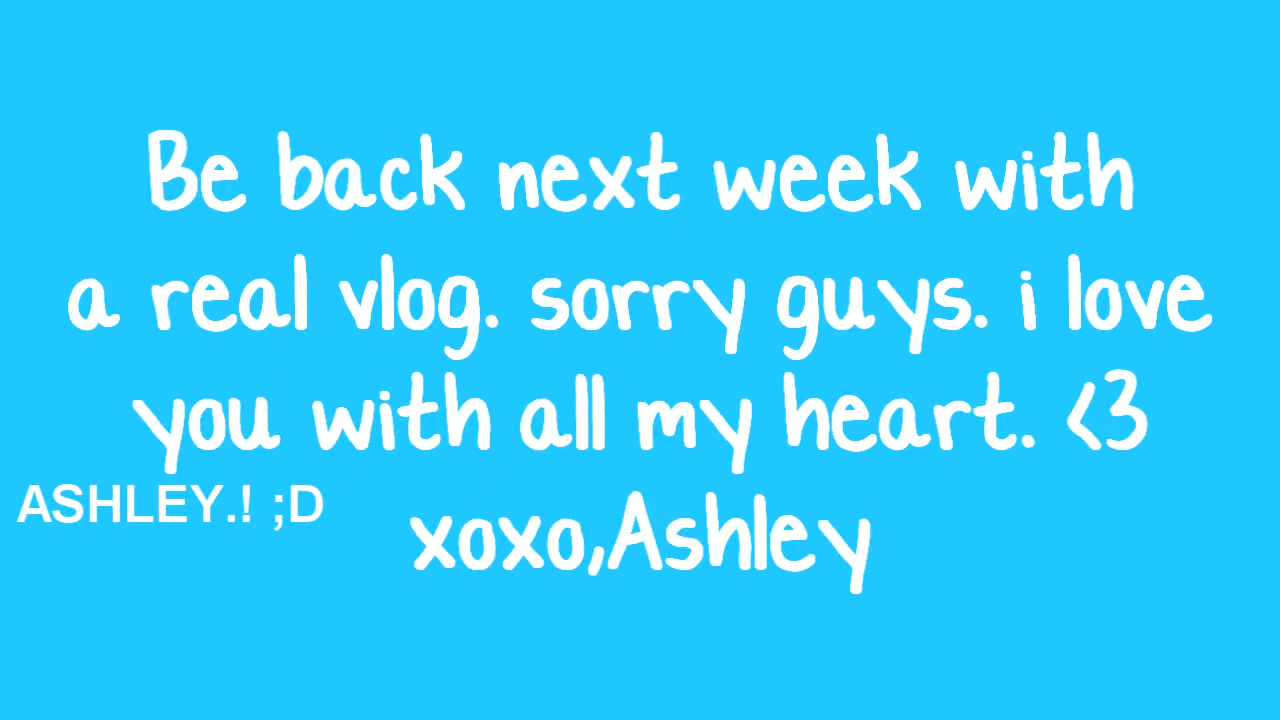 Be back next week with
a real vlog. sorry guys. i love
you with all my heart. <3
ASHLEY.! ;D
xoxo,Ashley